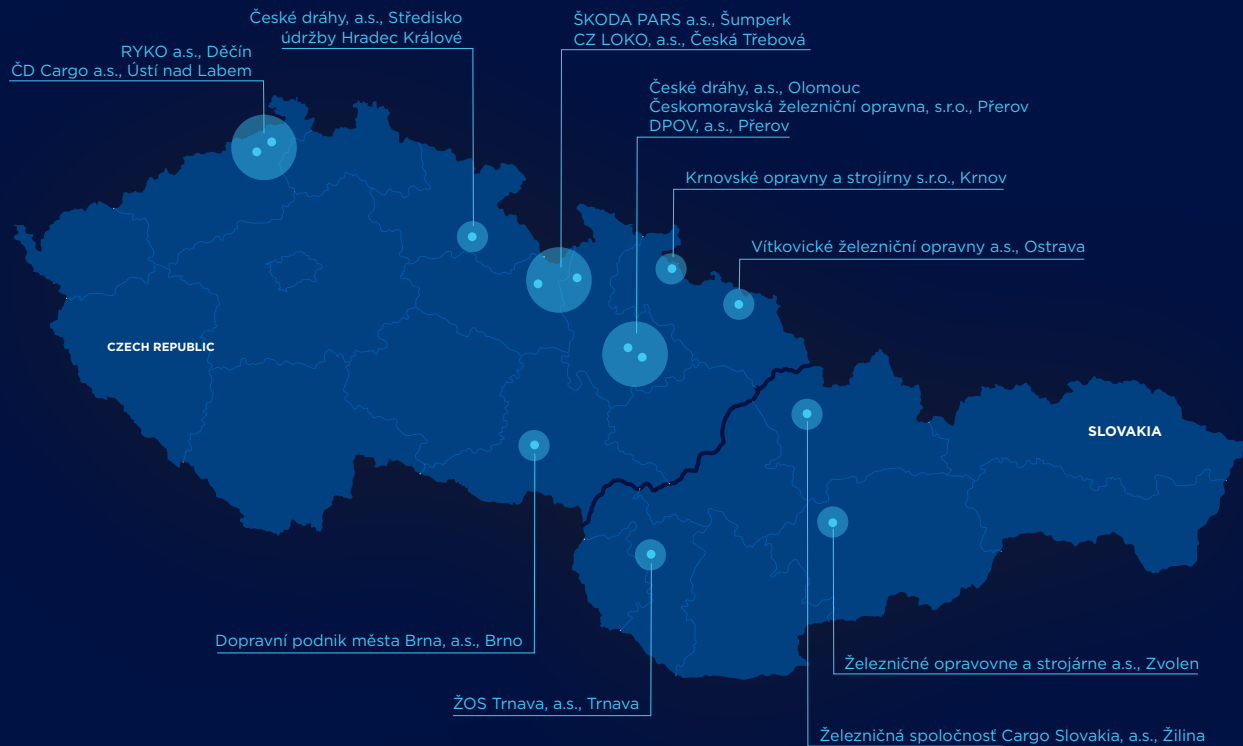 České dráhy, a.s., Středisko
údržby Hradec Králové
ŠKODA PARS a.s., Šumperk
CZ LOKO, a.s., Česká Třebová
RYKO a.s., Děčín
ČD Cargo a.s., Ústí nad Labem
České dráhy, a.s., Olomouc
Českomoravská železniční opravna, s.r.o., Přerov
DPOV, a.s., Přerov
Krnovské opravny a strojírny s.r.o., Krnov
Vítkovické železniční opravny a.s., Ostrava
CZECH REPUBLIC
SLOVAKIA
Dopravní podnik města Brna, a.s., Brno
Železničné opravovne a strojárne a.s., Zvolen
ŽOS Trnava, a.s., Trnava
Železničná spoločnosť Cargo Slovakia, a.s., Žilina